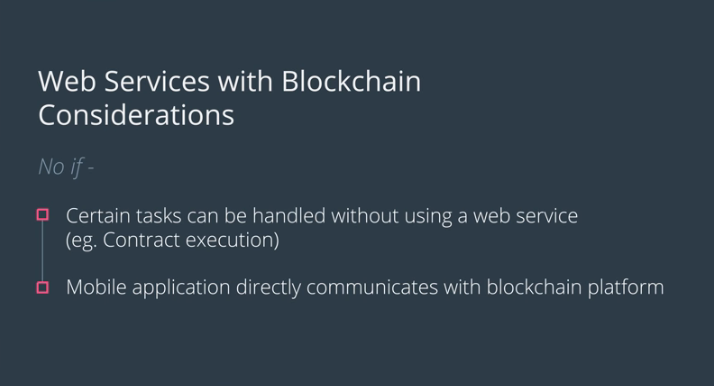 Web Services with Blockchain
Considerations
No if -
Certain tasks can be handled without using a web service
(eg. Contract execution)
Mobile application directly communicates with blockchain platform